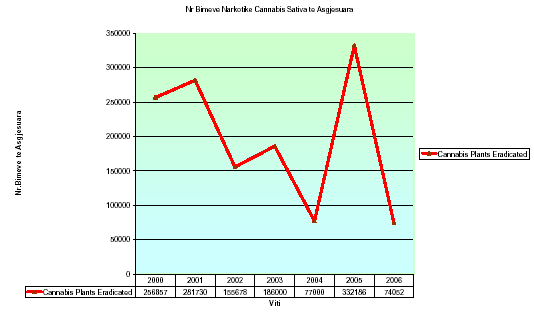 Nr Bimeve Narkotike Cannabis Sativa te Asgjesuara
350000
300000
250000
200000
150000
100000
50000
0
Nr.Bimeve te Asgjesuara
Cannabis Plants Eradicated
2000 2001 2002 2003 2004 2005 2006
Cannabis Plants Eradicated 256857 281730 155678 186000 77000 332186 74052
Viti